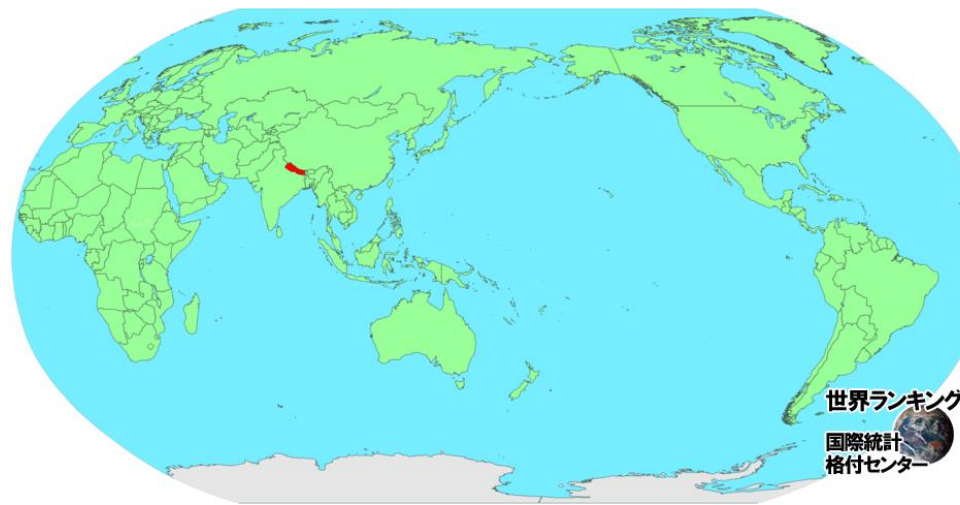 世界ランキング
国際統計
格付センター